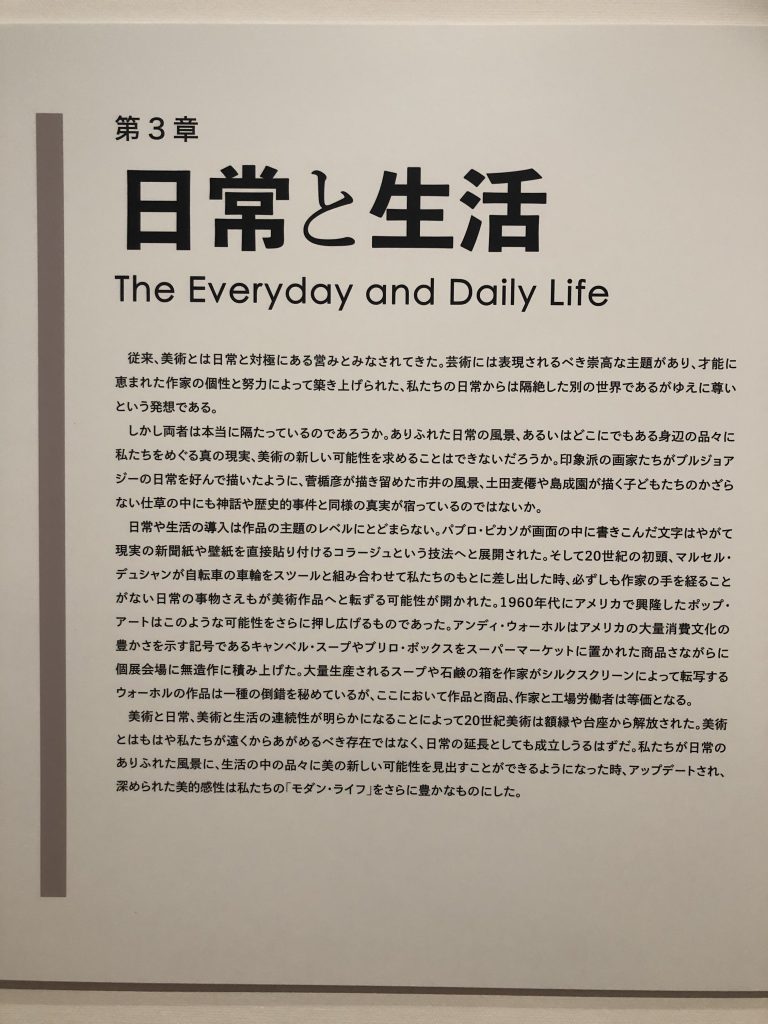 第3章
日常と生活
The Everyday and Daily Life
従来、美術とは日常と対極にある営みとみなされてきた。芸術には表現されるべき崇高な主題があり、才能に
恵まれた作家の個性と努力によって築き上げられた、私たちの日常からは隔絶した別の世界であるがゆえに尊い
という発想である。
しかし両者は本当に隔たっているのであろうか。ありふれた日常の風景、あるいはどこにでもある身辺の品々に
私たちをめぐる真の現実、美術の新しい可能性を求めることはできないだろうか。印象派の画家たちがブルジョア
ジーの日常を好んで描いたように、菅楯彦が描き留めた市井の風景、土田麦僊や島成園が描く子どもたちのかざら
ない仕草の中にも神話や歴史的事件と同様の真実が宿っているのではないか。
日常や生活の導入は作品の主題のレベルにとどまらない。パブロ・ピカソが画面の中に書きこんだ文字はやがて
現実の新聞紙や壁紙を直接貼り付けるコラージュという技法へと展開された。そして20世紀の初頭、マルセル・
デュシャンが自転車の車輪をスツールと組み合わせて私たちのもとに差し出した時、必ずしも作家の手を経ること
がない日常の事物さえもが美術作品へと転ずる可能性が開かれた。1960年代にアメリカで興隆したポップ・
アートはこのような可能性をさらに押し広げるものであった。アンディ・ウォーホルはアメリカの大量消費文化の
豊かさを示す記号であるキャンベル・スープやブリロ・ボックスをスーパーマーケットに置かれた商品さながらに
個展会場に無造作に積み上げた。大量生産されるスープや石鹸の箱を作家がシルクスクリーンによって転写する
ウォーホルの作品は一種の倒錯を秘めているが、ここにおいて作品と商品、作家と工場労働者は等価となる。
美術と日常、美術と生活の連続性が明らかになることによって20世紀美術は額縁や台座から解放された。美術
とはもはや私たちが遠くからあがめるべき存在ではなく、日常の延長としても成立しうるはずだ。私たちが日常の
ありふれた風景に、生活の中の品々に美の新しい可能性を見出すことができるようになった時、アップデートされ、
深められた美的感性は私たちの「モダン・ライフ」をさらに豊かなものにした。